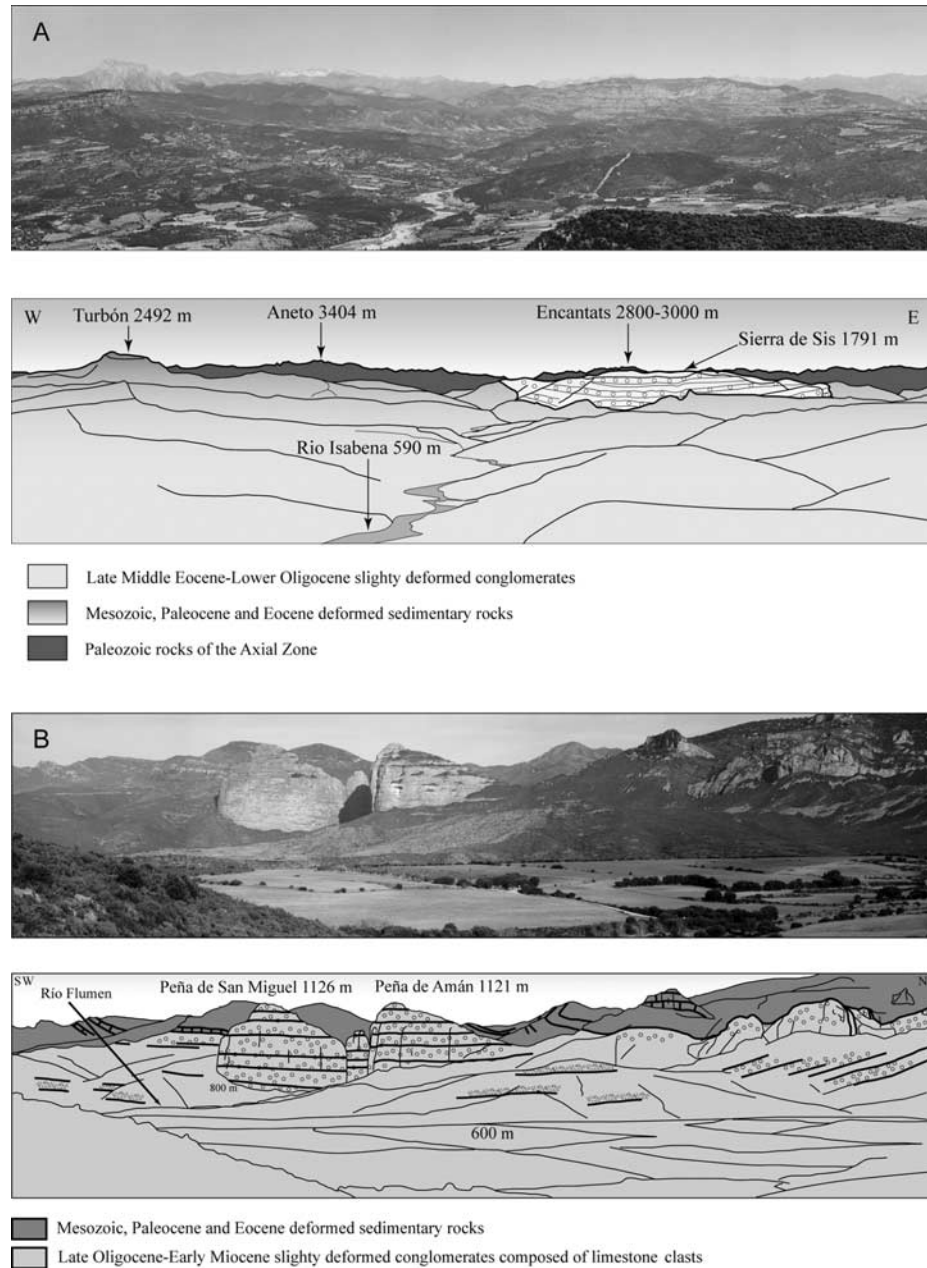 A
W
E
Turbón 2492 m
Aneto 3404 m
Encantats 2800-3000 m
Sierra de Sis 1791 m
Rio Isabena 590 m
Late Middle Eocene-Lower Oligocene slighty deformed conglomerates
Mesozoic, Paleocene and Eocene deformed sedimentary rocks
Paleozoic rocks of the Axial Zone
B
SW
N
Río Flumen
Peña de San Miguel 1126 m
Peña de Amán 1121 m
800 m
600 m
Mesozoic, Paleocene and Eocene deformed sedimentary rocks
Late Oligocene-Early Miocene slighty deformed conglomerates composed of limestone clasts